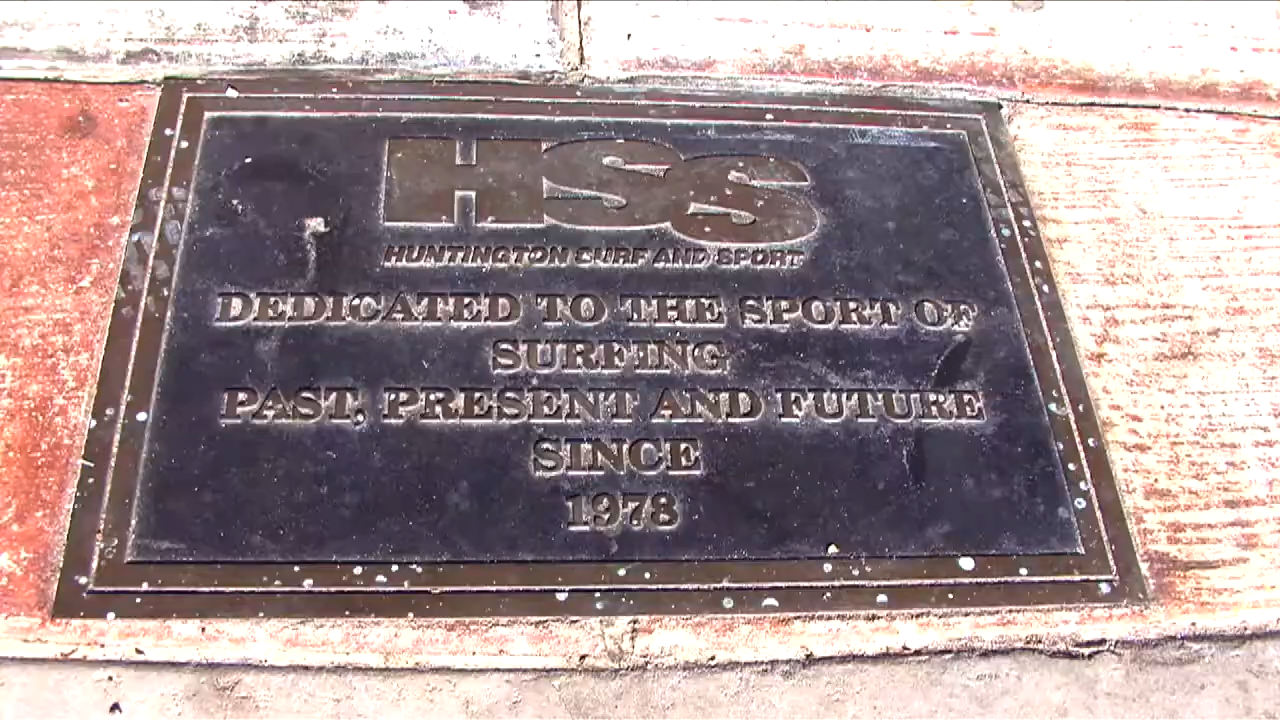 HSS
HUNTINGTON SURF AND SPORT
DEDICATED TO THE SPORT OF
SURFING
PAST, PRESENT AND FUTURE
SINCE
1978